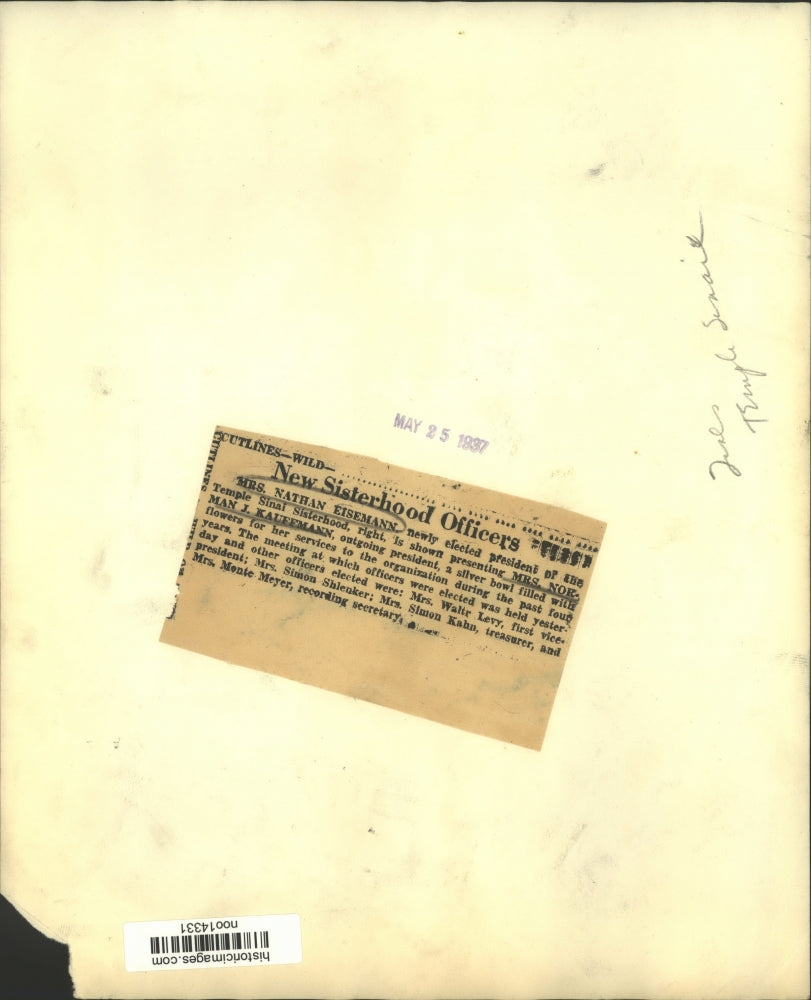 MAY 25 1937
CUTLINES—WILD—
New Sisterhood Officers
MRS. NATHAN EISEMANN newly elected president of the
Temple Sinai Sisterhood, right, is shown presenting MRS. NOR-
MAN J. KAUFFMANN, outgoing president, a silver bowl filled with
flowers for her services to the organization during the past four
years. The meeting at which officers were elected was held yester-
day and other officers elected were: Mrs. Waltr Levy, first vice-
president; Mrs. Simon Shlenker; Mrs. Simon Kahn, treasurer, and
Mrs. Monte Meyer, recording secretary.
CUTLINES
Temple Sinai
historicimages.com
noo14331